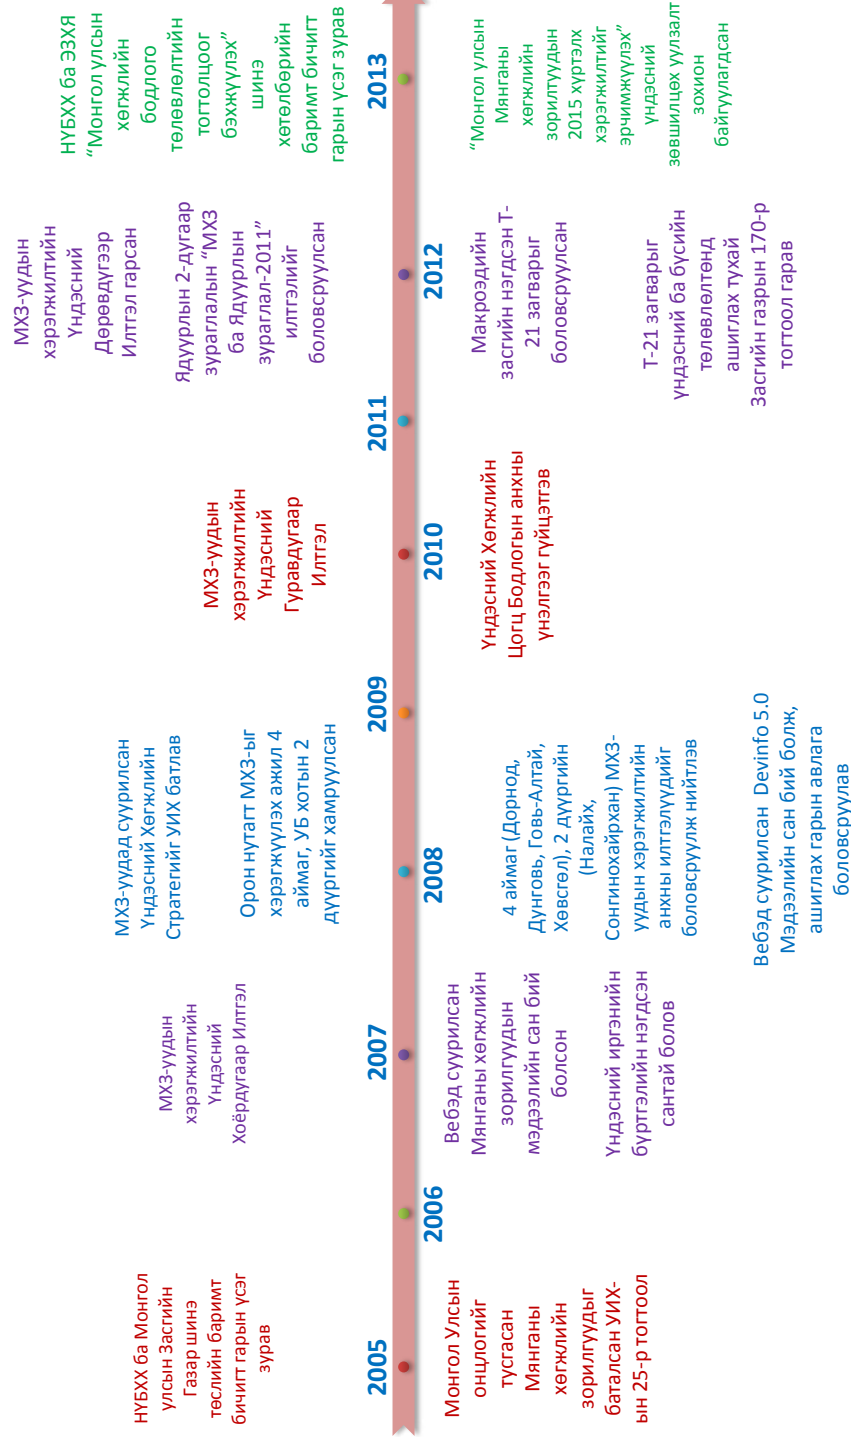 НҮБХХ ба Монгол
улсын Засгийн
Газар шинэ
төслийн баримт
бичигт гарын үсэг
зурав
2005
Монгол Улсын
онцлогийг
тусгасан
Мянганы
хөгжлийн
зорилгуудыг
баталсан УИХ-
ын 25-р тогтоол
2006
МХЗ-уудын
хэрэгжилтийн
Үндэсний
Хоёрдугаар Илтгэл
2007
Вебэд суурилсан
Мянганы хөгжлийн
зорилгуудын
мэдээлийн сан бий
болсон
Үндэсний иргэнийн
бүртгэлийн нэгдсэн
сантай болов
МХЗ-уудад суурилсан
Үндэсний Хөгжлийн
Стратегийг УИХ батлав
Орон нутагт МХЗ-ыг
хэрэгжүүлэх ажил 4
аймаг, УБ хотын 2
дүүргийг хамруулсан
2008
4 аймаг (Дорнод,
Дунговь, Говь-Алтай,
Хөвсгөл), 2 дүүргийн
(Налайх,
Сонгинохайрхан) МХЗ-
уудын хэрэгжилтийн
анхны илтгэлүүдийг
боловсруулж нийтлэв
Вебэд суурилсан Devinfo 5.0
Мэдээлийн сан бий болж,
ашиглах гарын авлага
боловсруулав
2009
МХЗ-уудын
хэрэгжилтийн
Үндэсний
Гуравдугаар
Илтгэл
2010
Үндэсний Хөгжлийн
Цогц Бодлогын анхны
үнэлгээг гүйцэтгэв
2011
МХЗ-уудын
хэрэгжилтийн
Үндэсний
Дөрөвдүгээр
Илтгэл гарсан
Ядуурлын 2-дугаар
зураглалын “МХЗ
ба Ядуурлын
зураглал-2011”
илтгэлийг
боловсруулсан
2012
Макроэдийн
засгийн нэгдсэн Т-
21 загварыг
боловсруулсан
Т-21 загварыг
үндэсний ба бүсийн
төлөвлөлтөнд
ашиглах тухай
Засгийн газрын 170-р
тогтоол гарав
НҮБХХ ба ЭЗХЯ
“Монгол улсын
хөгжлийн
бодлого
төлөвлөлтийн
тогтолцоог
бэхжүүлэх”
шинэ
хөтөлбөрийн
баримт бичигт
гарын үсэг зурав
2013
“Монгол улсын
Мянганы
хөгжлийн
зорилтуудын
2015 хүртэлх
хэрэгжилтийг
эрчимжүүлэх”
үндэсний
зөвшилцөх уулзалт
зохион
байгуулагдсан